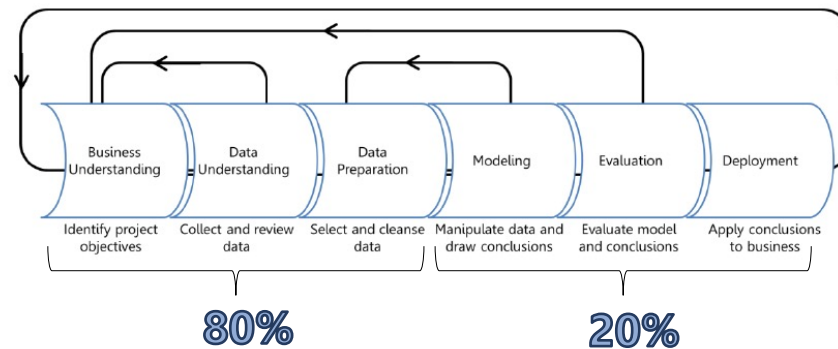 Business
Understanding
Data
Understanding
Data
Preparation
Modeling
Evaluation
Deployment
Identify project
objectives
Collect and review
data
Select and cleanse
data
Manipulate data and
draw conclusions
Evaluate model
and conclusions
Apply conclusions
to business
80%
20%